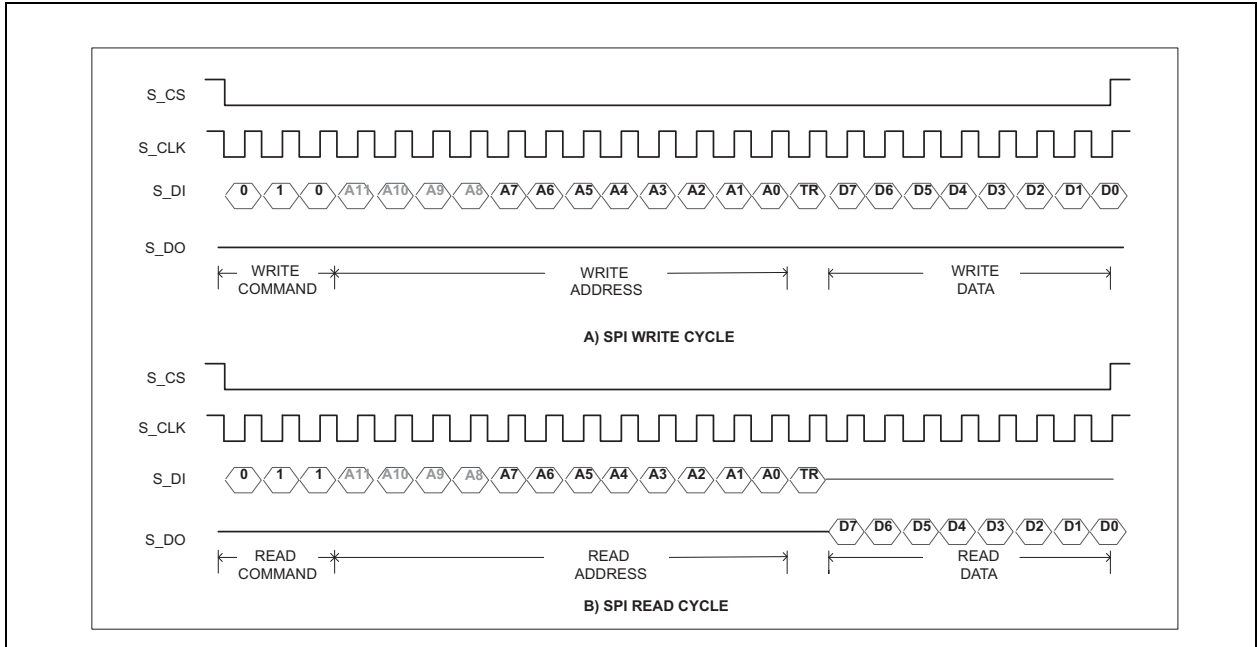 S_CS
S_CLK
S_DI 0 1 0 A11 A10 A9 A8 A7 A6 A5 A4 A3 A2 A1 A0 TR D7 D6 D5 D4 D3 D2 D1 D0
S_DO
WRITE COMMAND
WRITE ADDRESS
WRITE DATA
A) SPI WRITE CYCLE
S_CS
S_CLK
S_DI 0 1 1 A11 A10 A9 A8 A7 A6 A5 A4 A3 A2 A1 A0 TR
S_DO D7 D6 D5 D4 D3 D2 D1 D0
READ COMMAND
READ ADDRESS
READ DATA
B) SPI READ CYCLE